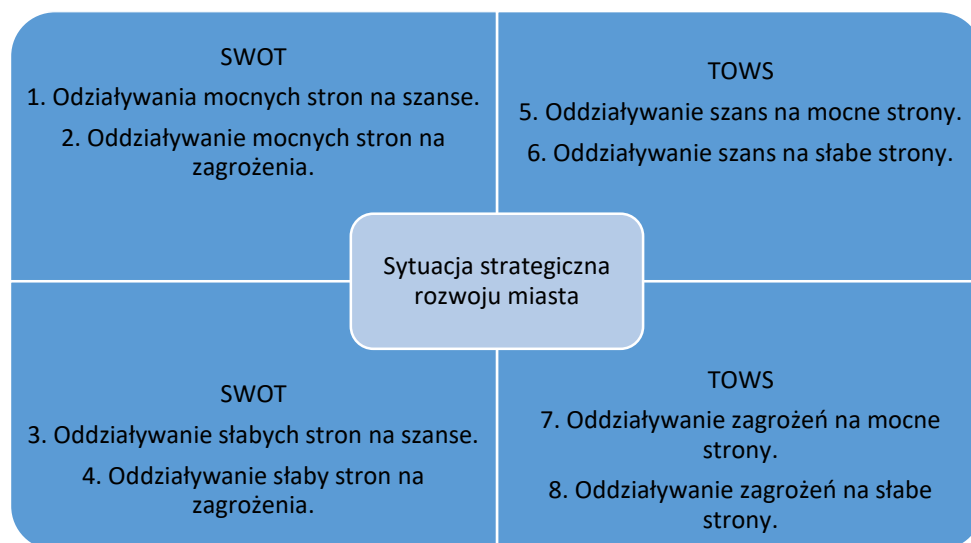 SWOT
1. Odziaływania mocnych stron na szanse.
2. Oddziaływanie mocnych stron na
zagrożenia.
TOWS
5. Oddziaływanie szans na mocne strony.
6. Oddziaływanie szans na słabe strony.
Sytuacja strategiczna
rozwoju miasta
SWOT
3. Oddziaływanie słabych stron na szanse.
4. Oddziaływanie słaby stron na
zagrożenia.
TOWS
7. Oddziaływanie zagrożeń na mocne
strony.
8. Oddziaływanie zagrożeń na słabe
strony.